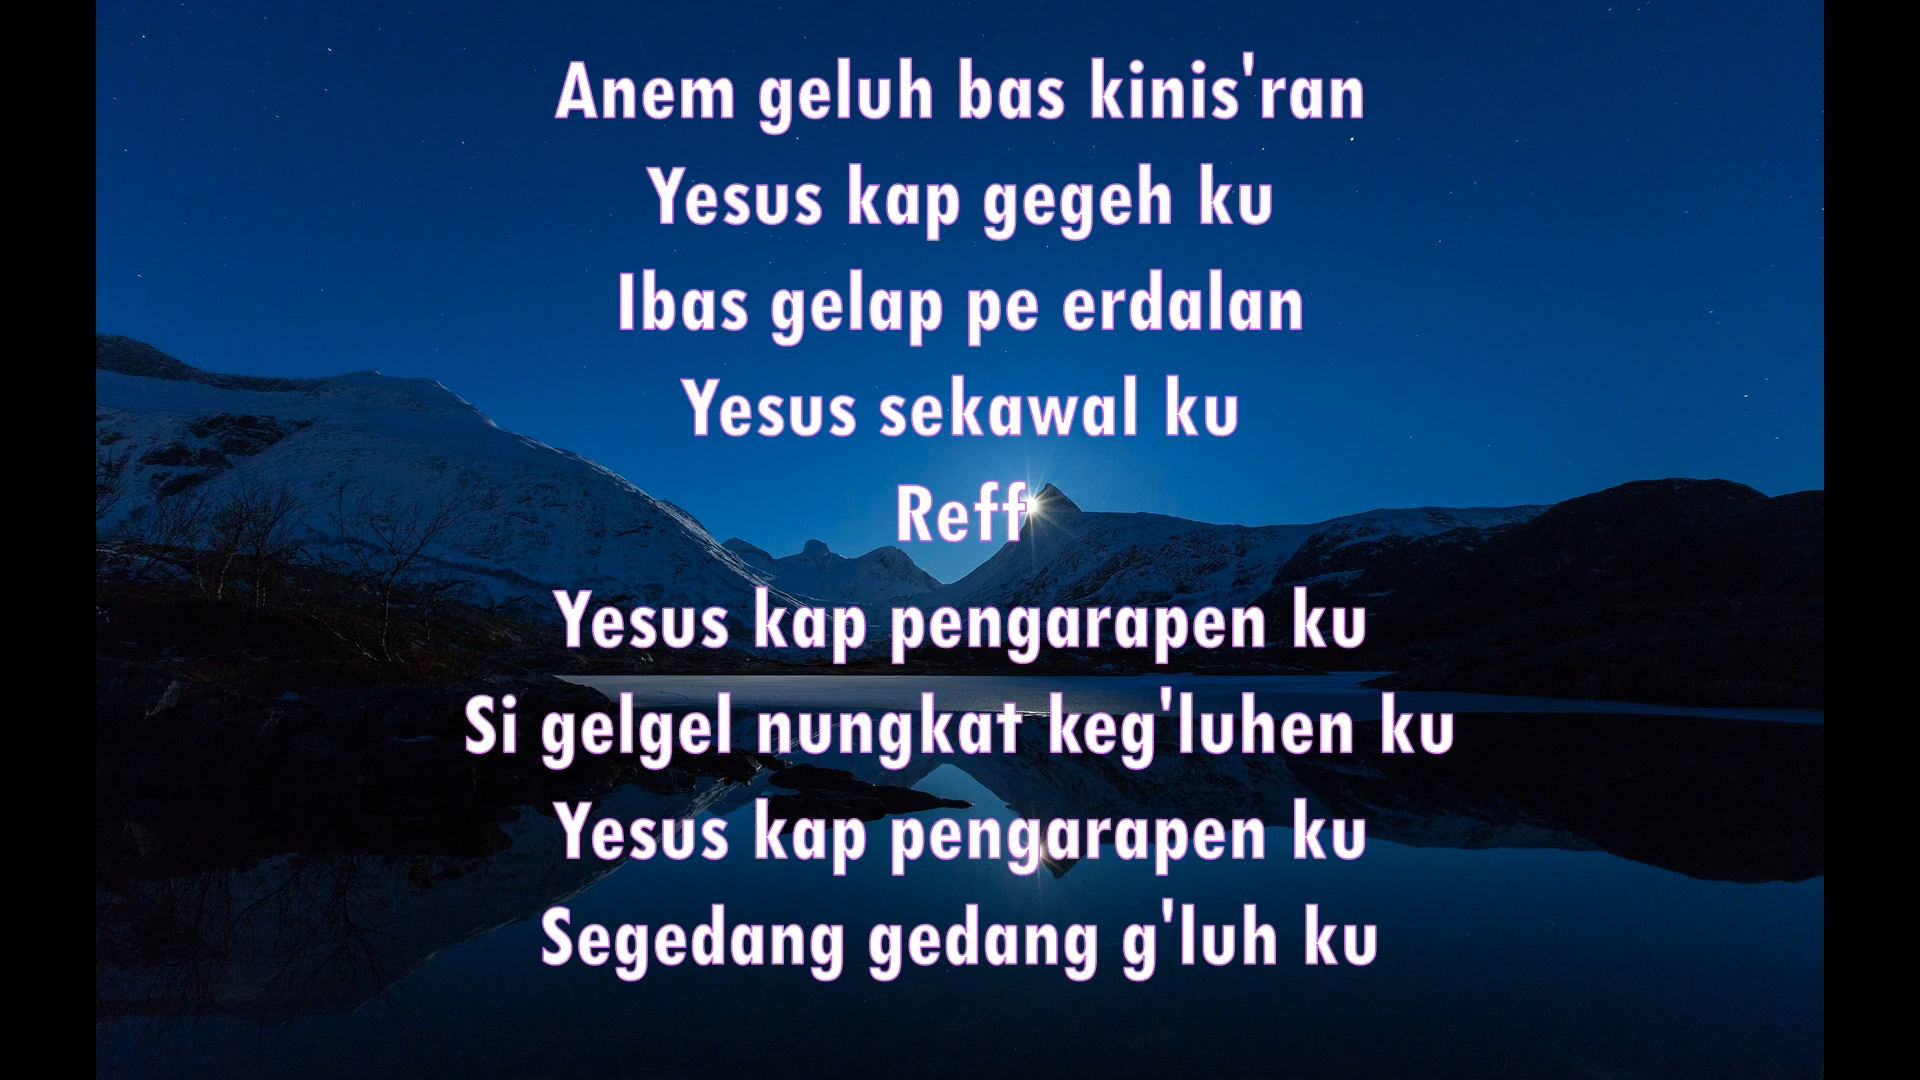 Anem geluh bas kinis'ran
Yesus kap gegeh ku
Ibas gelap pe erdalan
Yesus sekawal ku
Reff
Yesus kap pengarapen ku
Si gelgel nungkat keg'luhen ku
Yesus kap pengarapen ku
Segedang gedang g'luh ku